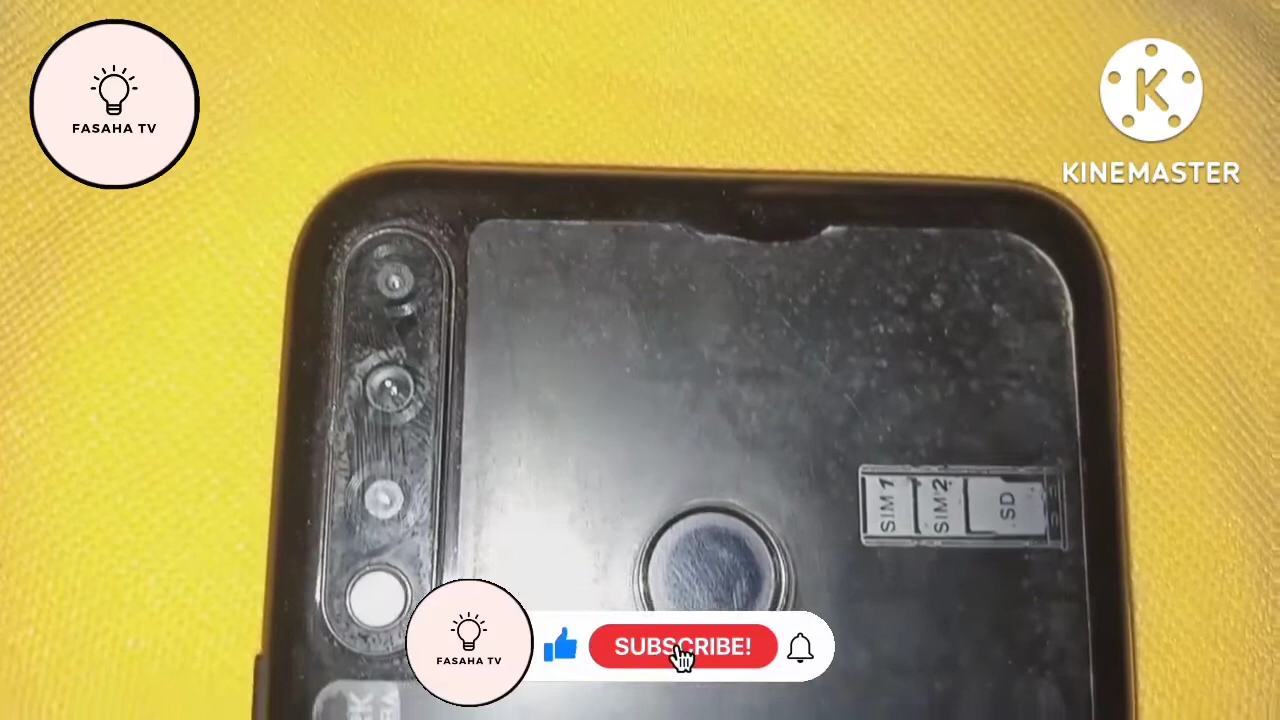 FASAHA TV
K
KINEMASTER
SIM 1
SIM 2
SD
FASAHA TV
SUBSCRIBE!